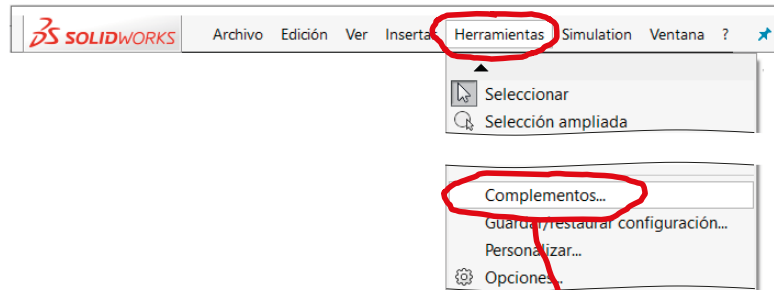 SOLIDWORKS Archivo Edición Ver Insertar Herramientas Simulation Ventana ?
Seleccionar
Selección ampliada
Complementos...
Guardar/restaurar configuración...
Personalizar...
Opciones...